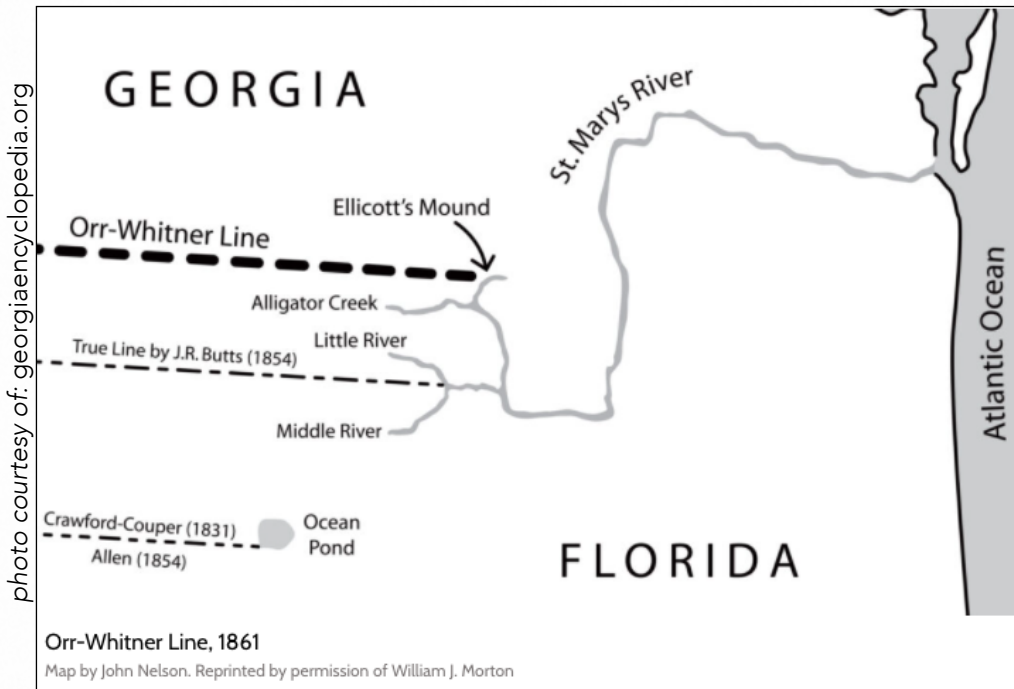 photo courtesy of: georgiaencyclopedia.org
GEORGIA
St. Marys River
Ellicott's Mound
Orr-Whitner Line
Alligator Creek
Little River
True Line by J.R. Butts (1854)
Middle River
Atlantic Ocean
Crawford-Couper (1831)
Allen (1854)
Ocean
Pond
FLORIDA
Orr-Whitner Line, 1861
Map by John Nelson. Reprinted by permission of William J. Morton